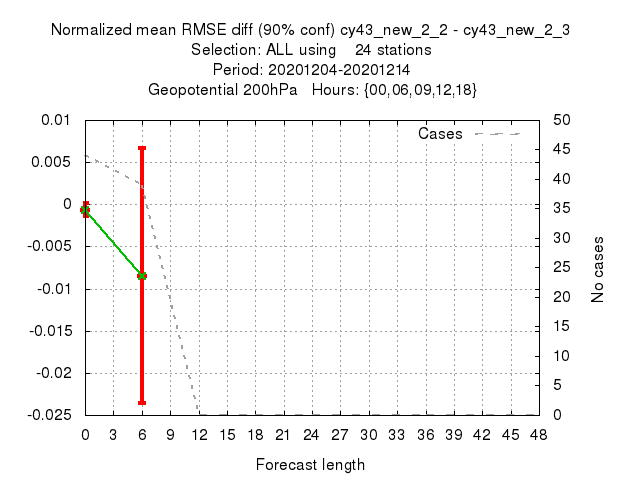 Normalized mean RMSE diff (90% conf) cy43_new_2_2 - cy43_new_2_3
Selection: ALL using 24 stations
Period: 20201204-20201214
Geopotential 200hPa Hours: {00,06,09,12,18}
Cases
0.01
0.005
0
-0.005
-0.01
-0.015
-0.02
-0.025
50
45
40
35
30
25
20
15
10
5
0
No cases
0 3 6 9 12 15 18 21 24 27 30 33 36 39 42 45 48
Forecast length